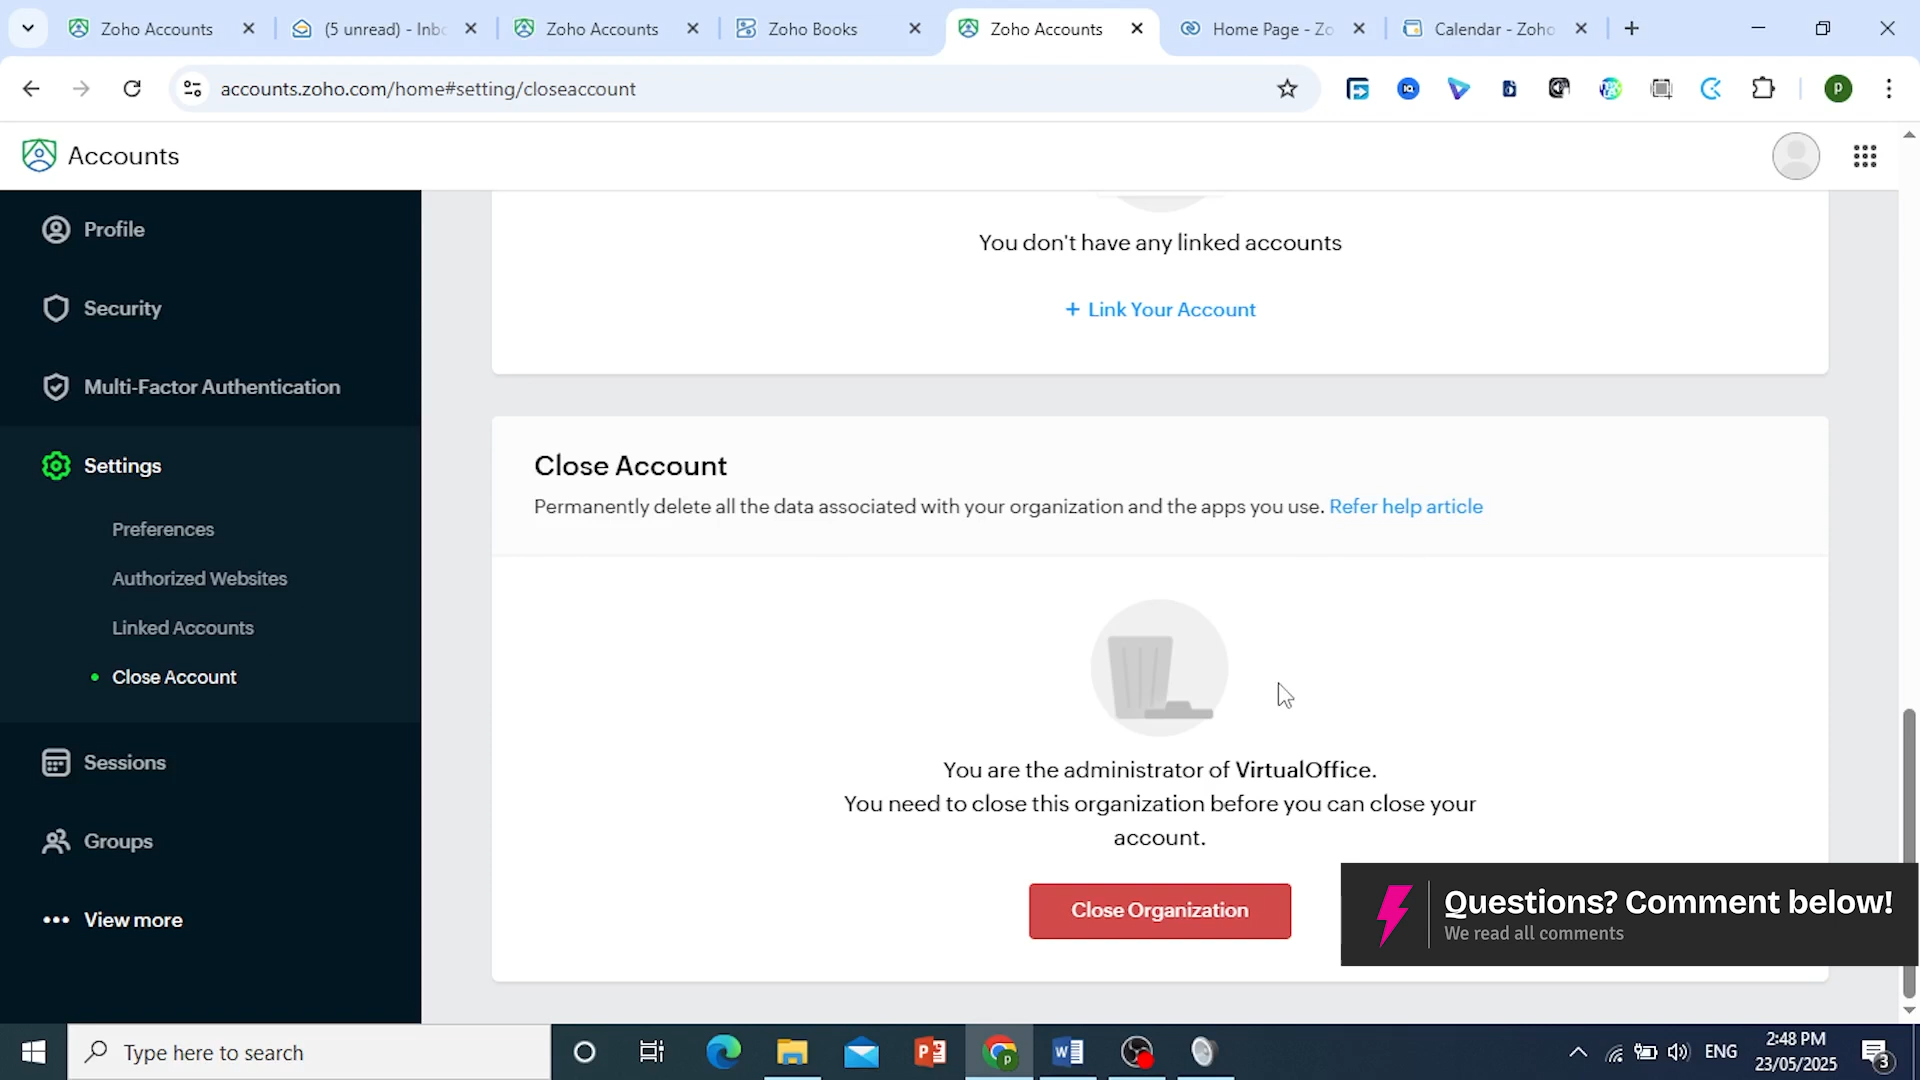 Zoho Accounts
(5 unread) - Inbo
Zoho Accounts
Zoho Books
Zoho Accounts
Home Page - Zo
Calendar - Zoho
accounts.zoho.com/home#setting/closeaccount
P
Accounts
Profile
Security
Multi-Factor Authentication
Settings
Preferences
Authorized Websites
Linked Accounts
Close Account
Sessions
Groups
View more
You don't have any linked accounts
+ Link Your Account
Close Account
Permanently delete all the data associated with your organization and the apps you use. Refer help article
You are the administrator of VirtualOffice.
You need to close this organization before you can close your
account.
Close Organization
Questions? Comment below!
We read all comments
Type here to search
ENG
2:48 PM
23/05/2025
3